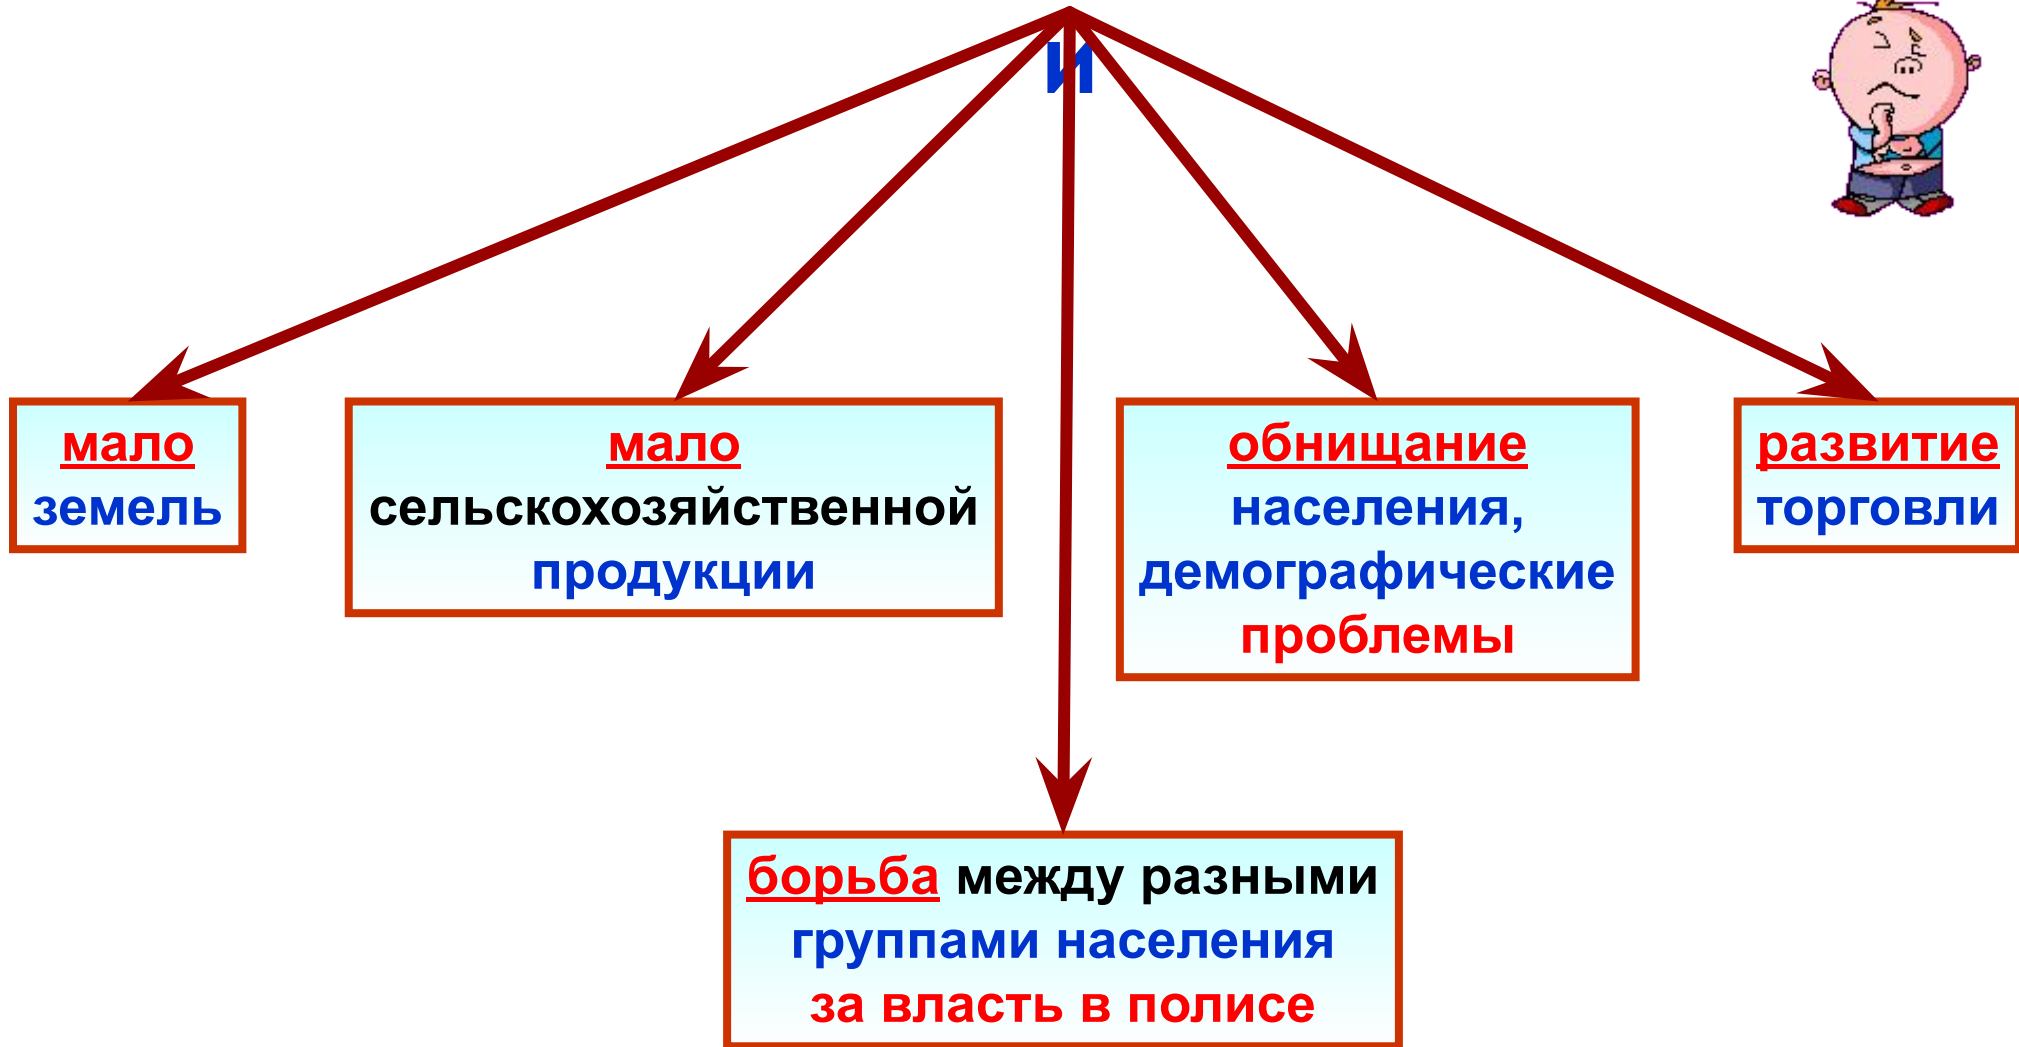 и
мало
земель
мало
сельскохозяйственной
продукции
обнищание
населения,
демографические
проблемы
развитие
торговли
борьба между разными
группами населения
за власть в полисе